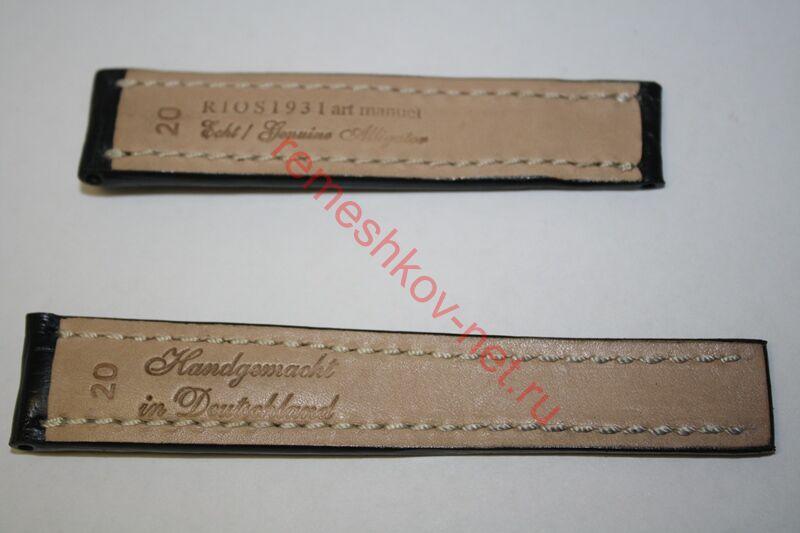 20
RIOS1931 art manuel
Echt / Genuine Alligator
remeshkov-net.ru
20
Handgemacht
in Deutschland